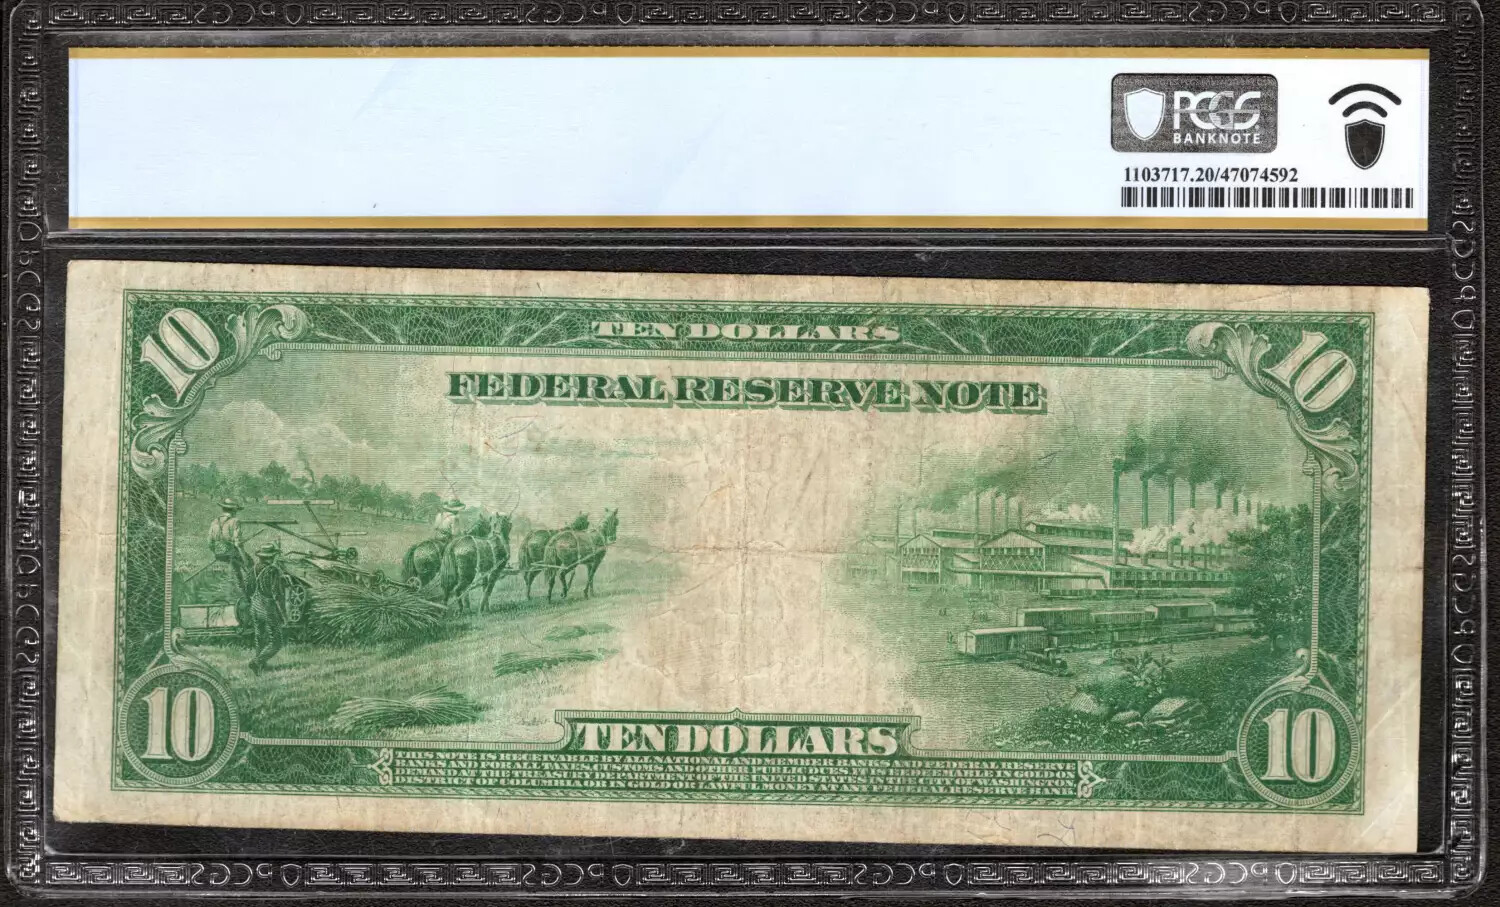 PCGS
BANKNOTE
1103717.20/47074592
10
TEN DOLLARS
10
FEDERAL RESERVE NOTE
10
TEN DOLLARS
10
THIS NOTE IS RECEIVABLE BY ALL NATIONAL AND MEMBER BANKS AND FEDERAL RESERVE
BANKS AND FOR ALL TAXES, CUSTOMS AND OTHER PUBLIC DUES. IT IS REDEEMABLE IN GOLD ON
DEMAND AT THE TREASURY DEPARTMENT OF THE UNITED STATES IN THE CITY OF WASHINGTON,
DISTRICT OF COLUMBIA OR IN GOLD OR LAWFUL MONEY AT ANY FEDERAL RESERVE BANK.